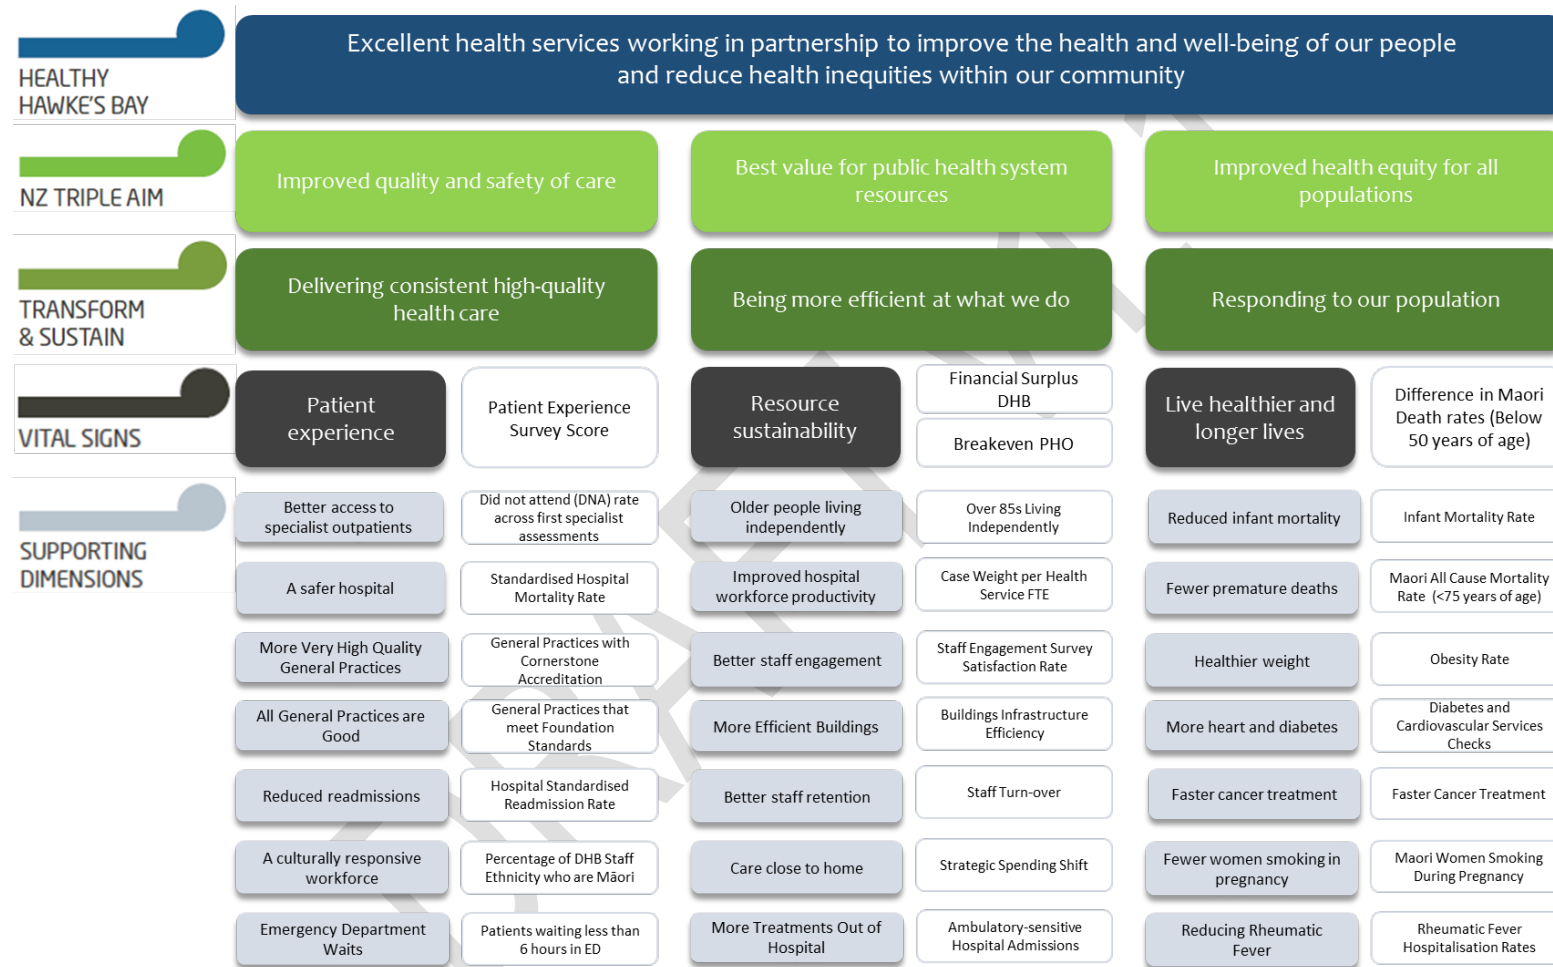 HEALTHY
HAWKE'S BAY
Excellent health services working in partnership to improve the health and well-being of our people
and reduce health inequities within our community
NZ TRIPLE AIM
Improved quality and safety of care
Best value for public health system
resources
Improved health equity for all
populations
TRANSFORM
& SUSTAIN
Delivering consistent high-quality
health care
Being more efficient at what we do
Responding to our population
VITAL SIGNS
Patient
experience
Patient Experience
Survey Score
Resource
sustainability
Financial Surplus
DHB
Breakeven PHO
Live healthier and
longer lives
Difference in Maori
Death rates (Below
50 years of age)
SUPPORTING
DIMENSIONS
Better access to
specialist outpatients
Did not attend (DNA) rate
across first specialist
assessments
Older people living
independently
Over 85s Living
Independently
Reduced infant mortality
Infant Mortality Rate
A safer hospital
Standardised Hospital
Mortality Rate
Improved hospital
workforce productivity
Case Weight per Health
Service FTE
Fewer premature deaths
Maori All Cause Mortality
Rate (<75 years of age)
More Very High Quality
General Practices
General Practices with
Cornerstone
Accreditation
Better staff engagement
Staff Engagement Survey
Satisfaction Rate
Healthier weight
Obesity Rate
All General Practices are
Good
General Practices that
meet Foundation
Standards
More Efficient Buildings
Buildings Infrastructure
Efficiency
More heart and diabetes
Diabetes and
Cardiovascular Services
Checks
Reduced readmissions
Hospital Standardised
Readmission Rate
Better staff retention
Staff Turn-over
Faster cancer treatment
Faster Cancer Treatment
A culturally responsive
workforce
Percentage of DHB Staff
Ethnicity who are Māori
Care close to home
Strategic Spending Shift
Fewer women smoking in
pregnancy
Maori Women Smoking
During Pregnancy
Emergency Department
Waits
Patients waiting less than
6 hours in ED
More Treatments Out of
Hospital
Ambulatory-sensitive
Hospital Admissions
Reducing Rheumatic
Fever
Rheumatic Fever
Hospitalisation Rates
DRAFT